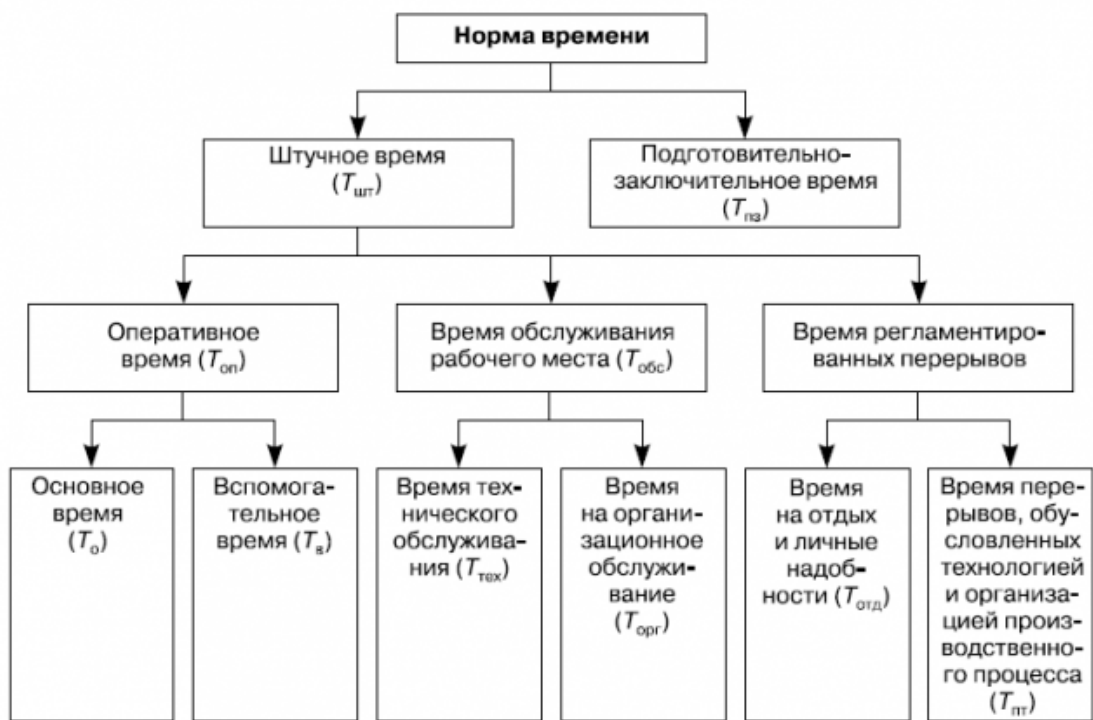 Норма времени
Штучное время
(Tшт)
Подготовительно-
заключительное время
(Tпз)
Оперативное
время (Tоп)
Время обслуживания
рабочего места (Tобс)
Время регламентиро-
ванных перерывов
Основное
время
(Tо)
Вспомога-
тельное
время (Tв)
Время тех-
нического
обслужива-
ния (Tтех)
Время
на органи-
зационное
обслужи-
вание
(Tорг)
Время
на отдых
и личные
надоб-
ности (Tотд)
Время пере-
рывов, обу-
словленных
технологией
и организа-
цией произ-
водственно-
го процесса
(Tпт)